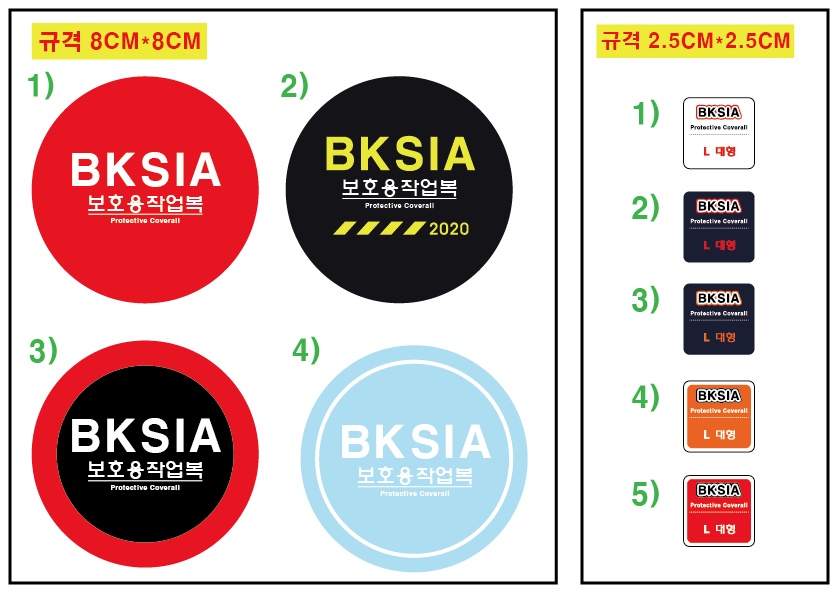 규격 8CM*8CM
1)
BKSIA
보호용작업복
Protective Coverall
2)
BKSIA
보호용작업복
Protective Coverall
2020
3)
BKSIA
보호용작업복
Protective Coverall
4)
BKSIA
보호용작업복
Protective Coverall
규격 2.5CM*2.5CM
1)
BKSIA
Protective Coverall
L 대형
2)
BKSIA
Protective Coverall
L 대형
3)
BKSIA
Protective Coverall
L 대형
4)
BKSIA
Protective Coverall
L 대형
5)
BKSIA
Protective Coverall
L 대형